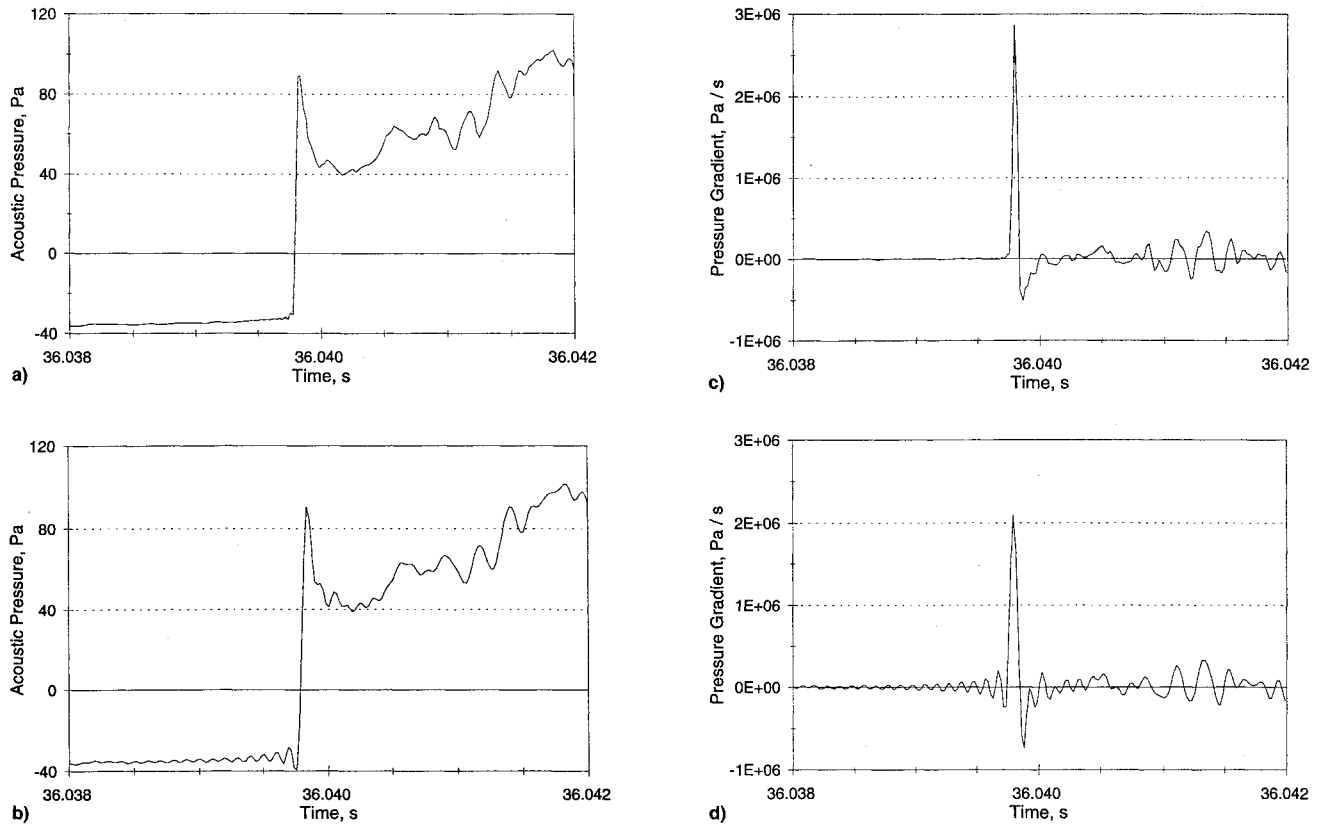 120
80
40
0
-40
Acoustic Pressure, Pa
36.038
36.040
36.042
Time, s
a)
120
80
40
0
-40
Acoustic Pressure, Pa
36.038
36.040
36.042
Time, s
b)
3E+06
2E+06
1E+06
0E+00
-1E+06
Pressure Gradient, Pa / s
36.038
36.040
36.042
Time, s
c)
3E+06
2E+06
1E+06
0E+00
-1E+06
Pressure Gradient, Pa / s
36.038
36.040
36.042
Time, s
d)